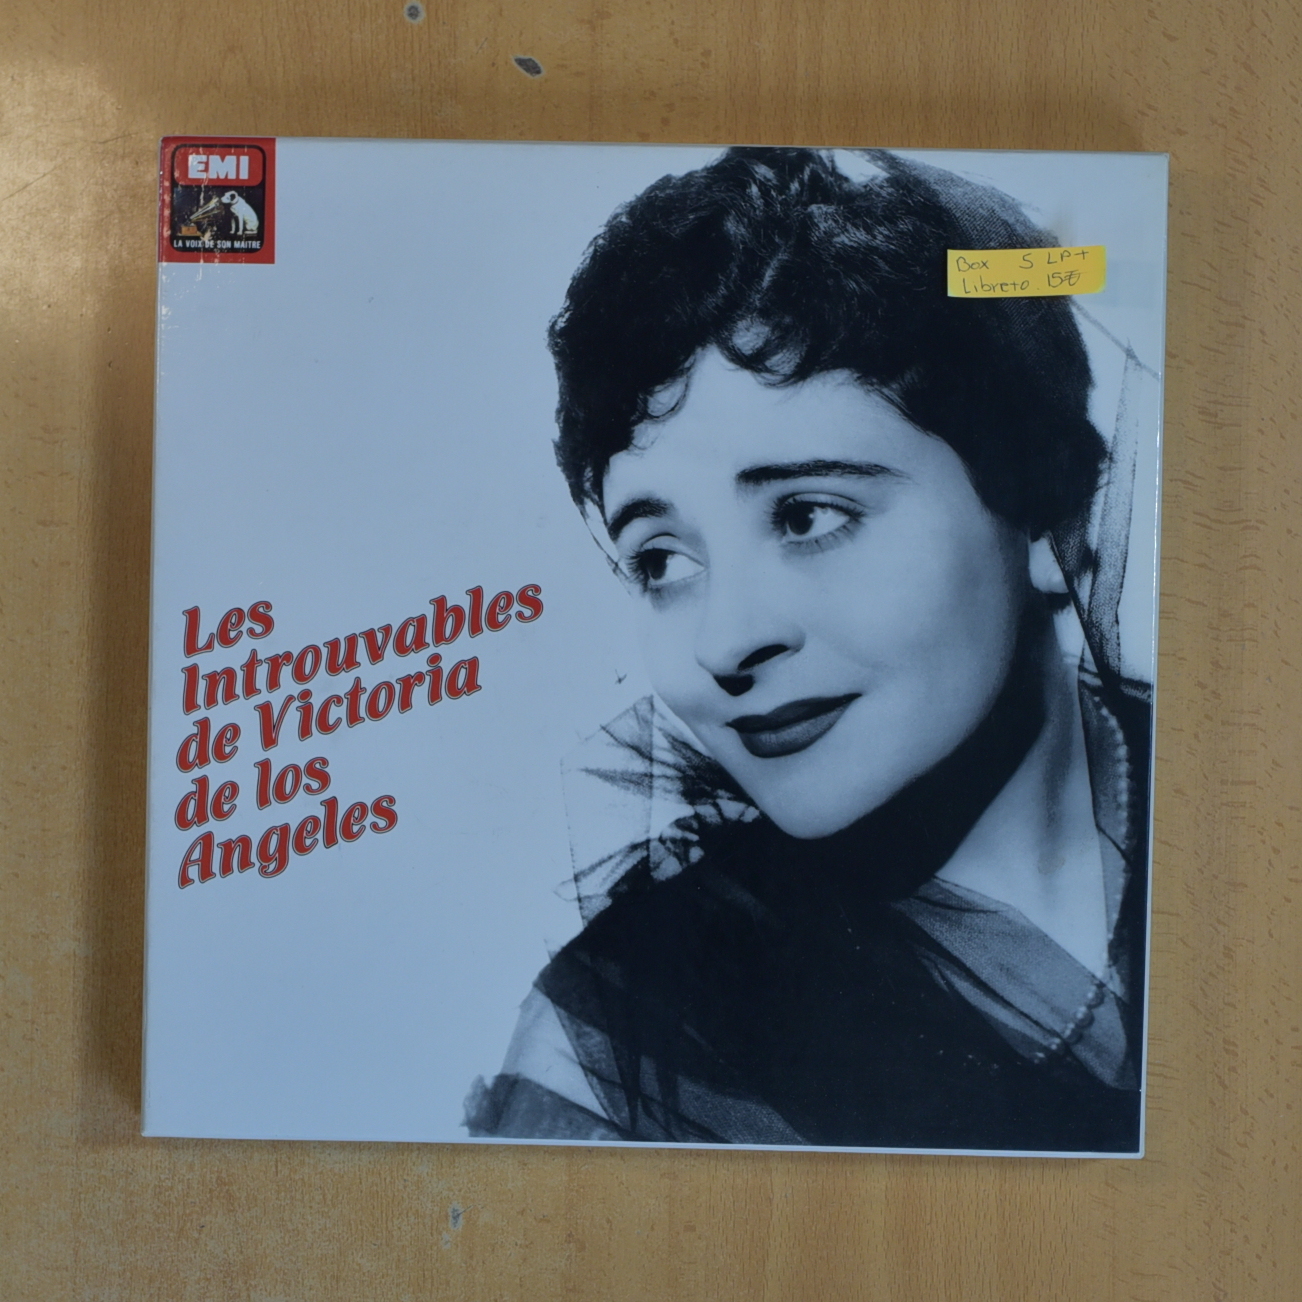 EMI
LA VOIX DE SON MAITRE
Box 5 LP+
Libreto. 15€
Les
Introuvables
de Victoria
de los
Angeles